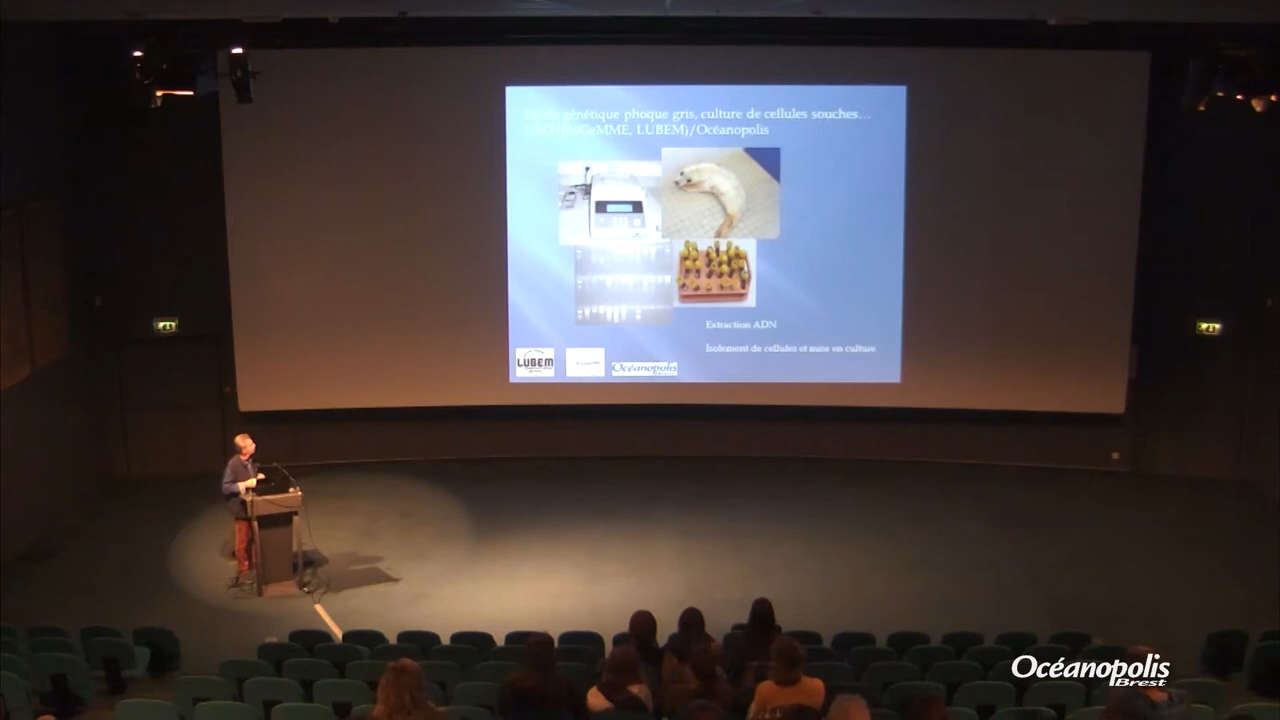 génétique phoque gris, culture de cellules souches...
LUBEM)/Océanopolis
Extraction ADN
Isolement de cellules et mise en culture
LUBEM
Océanopolis
Océanopolis
Brest